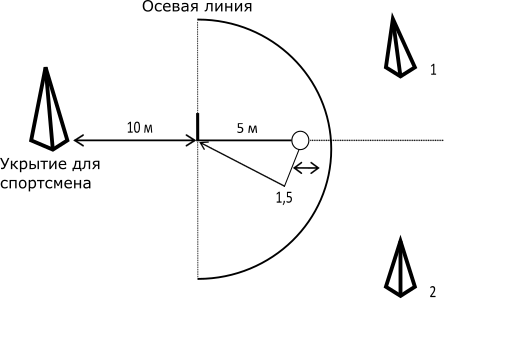 Осевая линия
1
10 м
5 м
Укрытие для
спортсмена
1,5
2